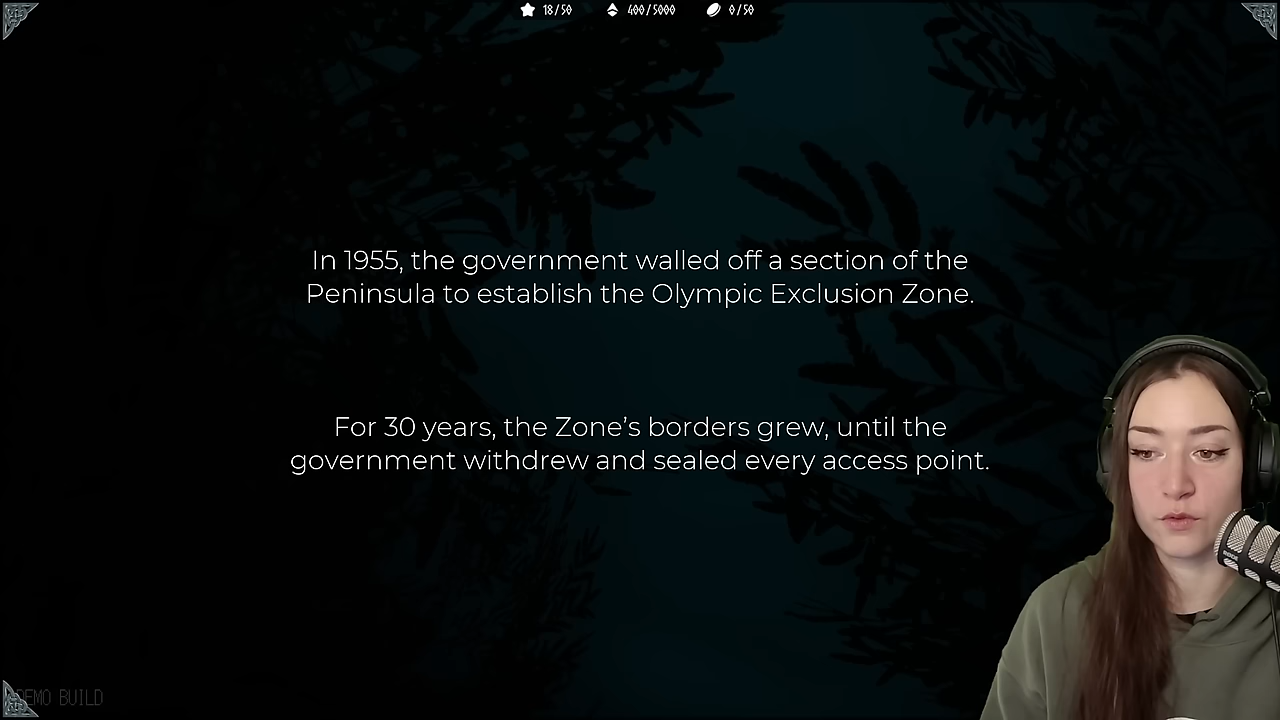 18/50 400/5000 0/50
In 1955, the government walled off a section of the
Peninsula to establish the Olympic Exclusion Zone.
For 30 years, the Zone’s borders grew, until the
government withdrew and sealed every access point.
DEMO BUILD